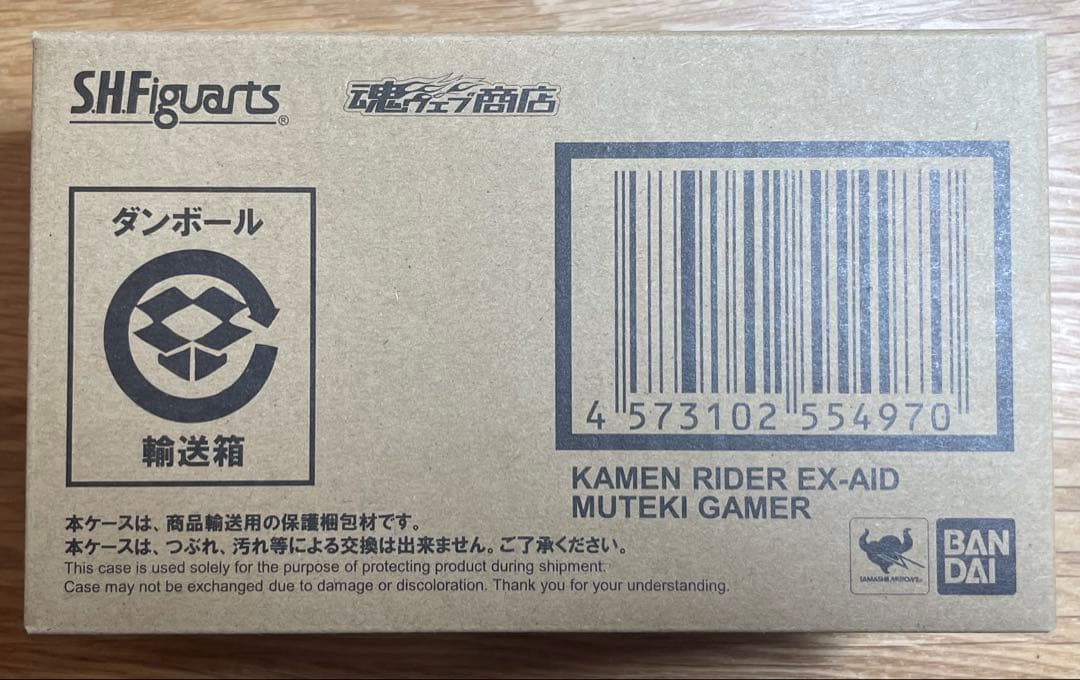 S.H.Figuarts®
魂ウェブ商店
ダンボール
輸送箱
4 573102 554970
KAMEN RIDER EX-AID
MUTEKI GAMER
本ケースは、商品輸送用の保護梱包材です。
本ケースは、つぶれ、汚れ等による交換は出来ません。ご了承ください。
This case is used solely for the purpose of protecting product during shipment.
Case may not be exchanged due to damage or discoloration. Thank you for your understanding.
TAMASHII NATIONS
BAN
DAI